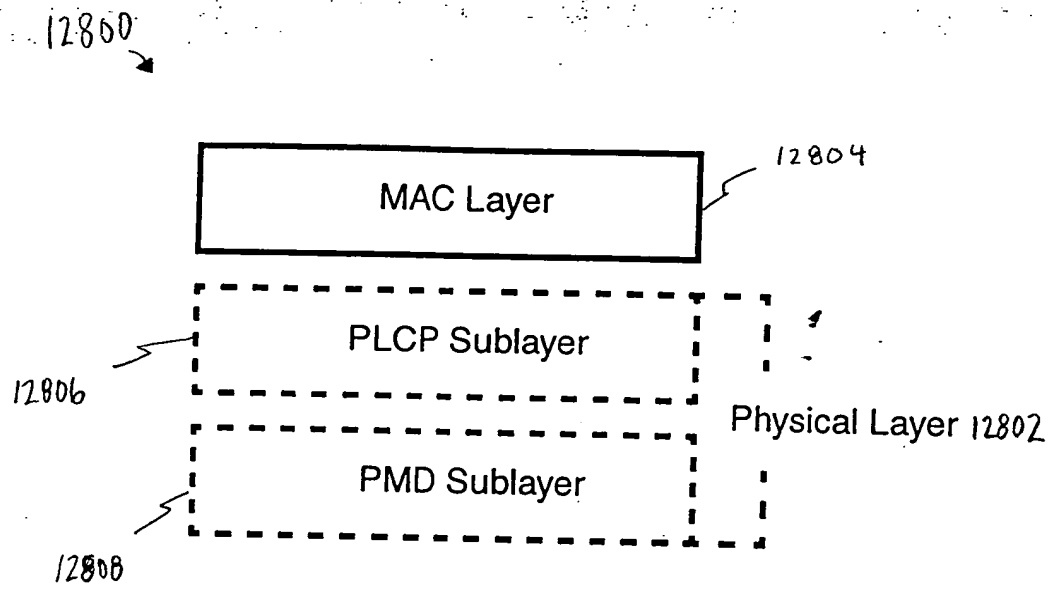 12800
MAC Layer
12804
PLCP Sublayer
12806
Physical Layer 12802
PMD Sublayer
12808